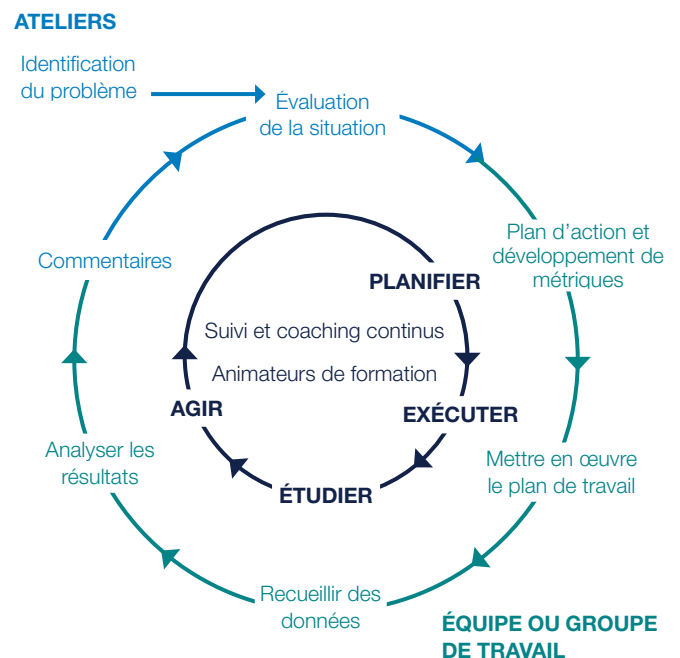 ATELIERS
Identification
du problème
Évaluation
de la situation
Plan d’action et
développement de
métriques
Commentaires
PLANIFIER
Suivi et coaching continus
Animateurs de formation
AGIR
EXÉCUTER
Analyser les
résultats
Mettre en œuvre
le plan de travail
ÉTUDIER
Recueillir des
données
ÉQUIPE OU GROUPE
DE TRAVAIL